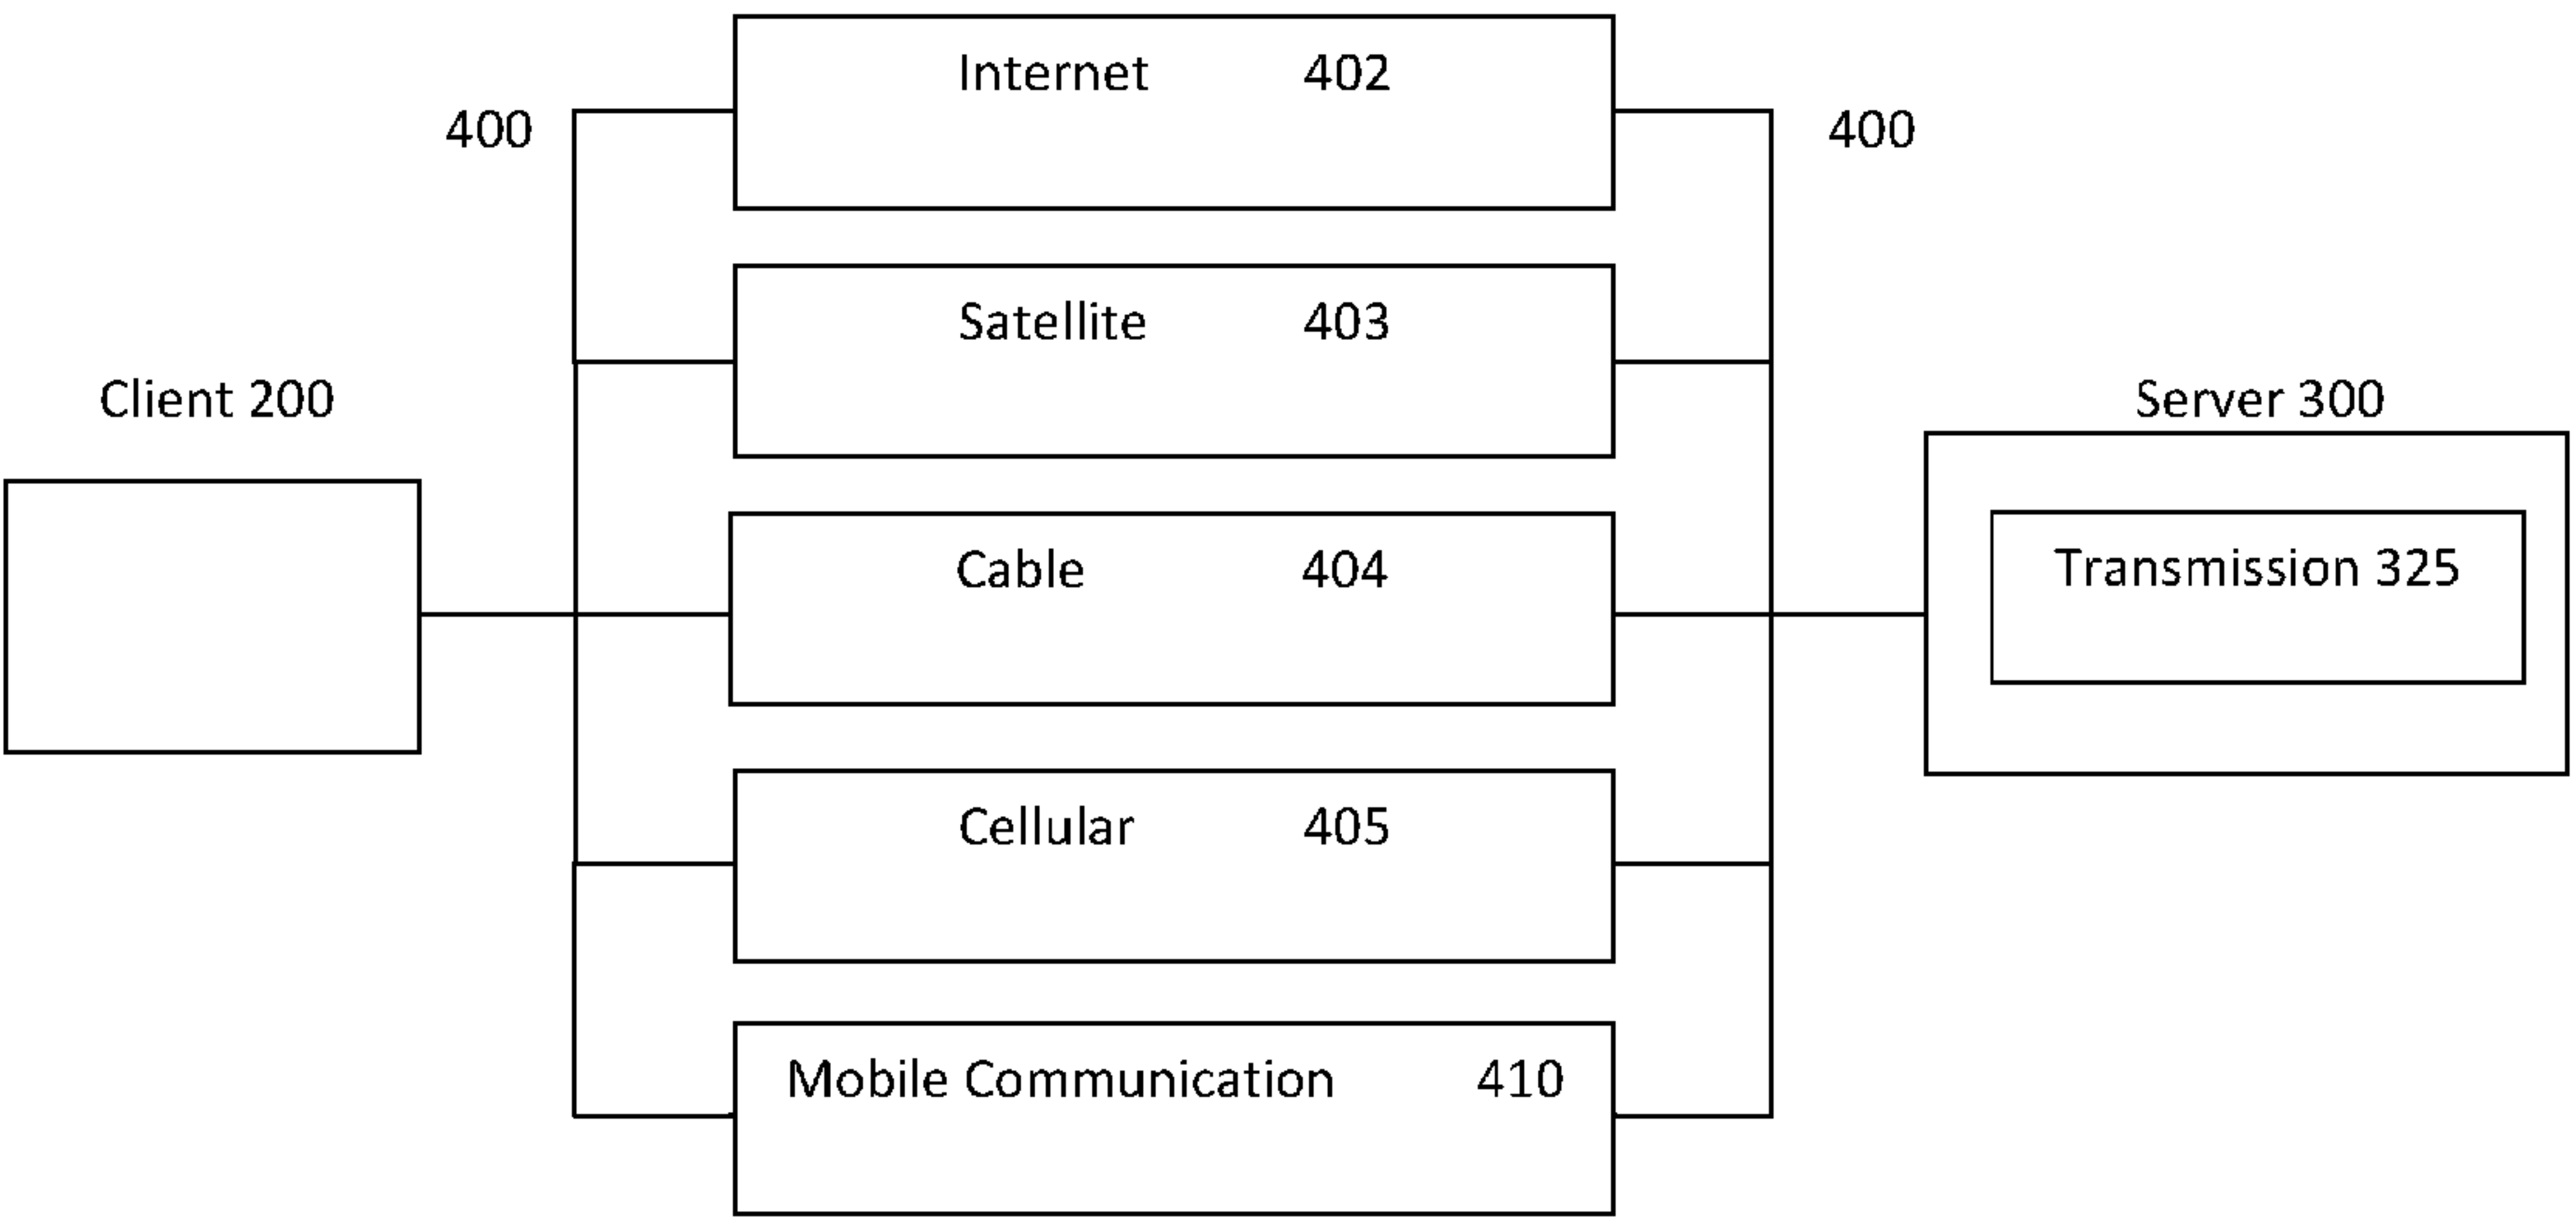 Internet 402
400
400
Satellite 403
Client 200
Server 300
Cable 404
Transmission 325
Cellular 405
Mobile Communication 410